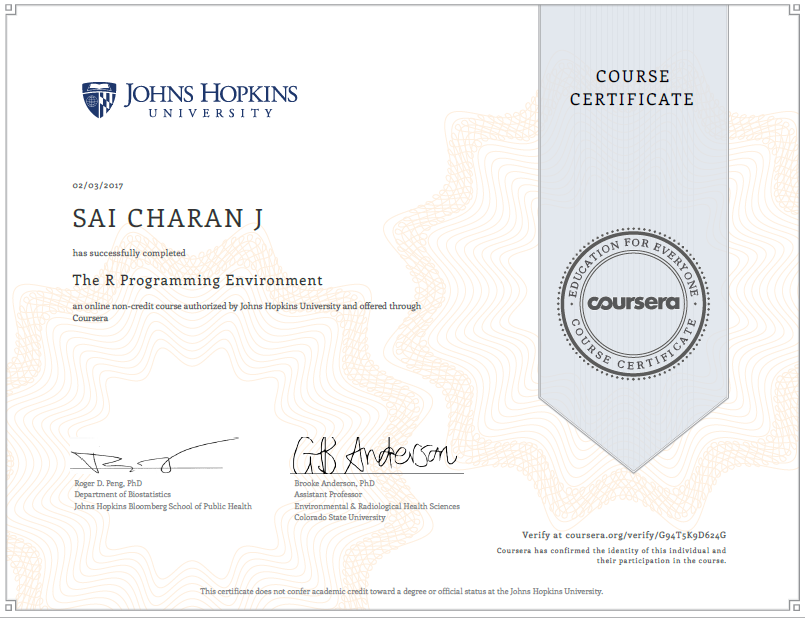 JOHNS HOPKINS
UNIVERSITY
COURSE
CERTIFICATE
02/03/2017
SAI CHARAN J
has successfully completed
The R Programming Environment
an online non-credit course authorized by Johns Hopkins University and offered through
Coursera
EDUCATION FOR EVERYONE
coursera
COURSE CERTIFICATE
GB Anderson
Roger D. Peng, PhD
Department of Biostatistics
Johns Hopkins Bloomberg School of Public Health
Brooke Anderson, PhD
Assistant Professor
Environmental & Radiological Health Sciences
Colorado State University
Verify at coursera.org/verify/G94T5K9D624G
Coursera has confirmed the identity of this individual and
their participation in the course.
This certificate does not confer academic credit toward a degree or official status at the Johns Hopkins University.